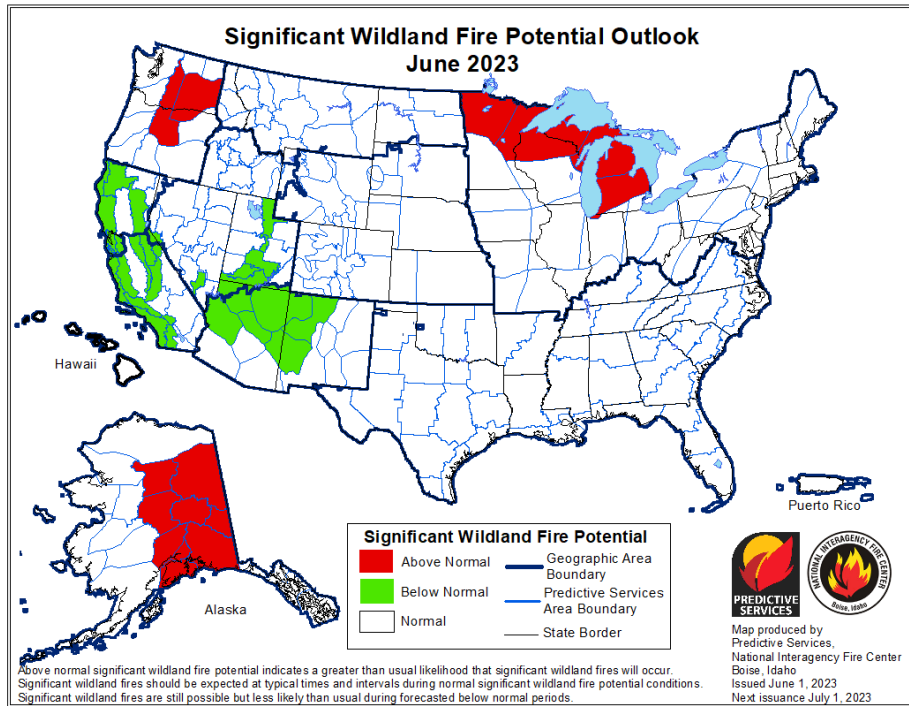 Significant Wildland Fire Potential Outlook
June 2023
Hawaii
Alaska
Puerto Rico
Significant Wildland Fire Potential
Above Normal
Below Normal
Normal
Geographic Area
Boundary
Predictive Services
Area Boundary
State Border
PREDICTIVE
SERVICES
NATIONAL INTERAGENCY FIRE CENTER
Boise, Idaho
Map produced by
Predictive Services,
National Interagency Fire Center
Boise, Idaho
Issued June 1, 2023
Next issuance July 1, 2023
Above normal significant wildland fire potential indicates a greater than usual likelihood that significant wildland fires will occur.
Significant wildland fires should be expected at typical times and intervals during normal significant wildland fire potential conditions.
Significant wildland fires are still possible but less likely than usual during forecasted below normal periods.